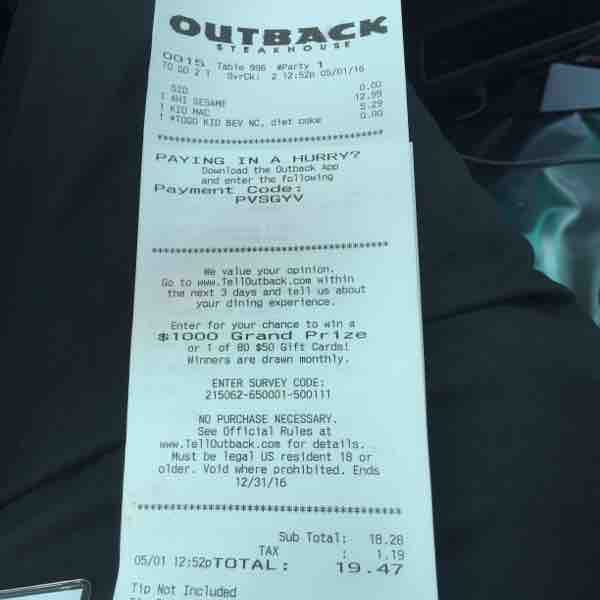 OUTBACK
STEAKHOUSE
0015 Table 996 #Party 1
TO GO 2 T SvrCk: 2 12:52p 05/01/16
SID 0.00
1 AHI SESAME 12.99
1 KID MAC 5.29
1 *TOGO KID BEV NC, diet coke 0.00
****************************************
PAYING IN A HURRY?
Download the Outback App
and enter the following
Payment Code:
PVSGYV
****************************************
We value your opinion.
Go to www.TellOutback.com within
the next 3 days and tell us about
your dining experience.
Enter for your chance to win a
$1000 Grand Prize
or 1 of 80 $50 Gift Cards!
Winners are drawn monthly.
ENTER SURVEY CODE:
215062-650001-500111
NO PURCHASE NECESSARY.
See Official Rules at
www.TellOutback.com for details.
Must be legal US resident 18 or
older. Void where prohibited. Ends
12/31/16
****************************************
Sub Total: 18.28
TAX : 1.19
05/01 12:52p TOTAL: 19.47
Tip Not Included